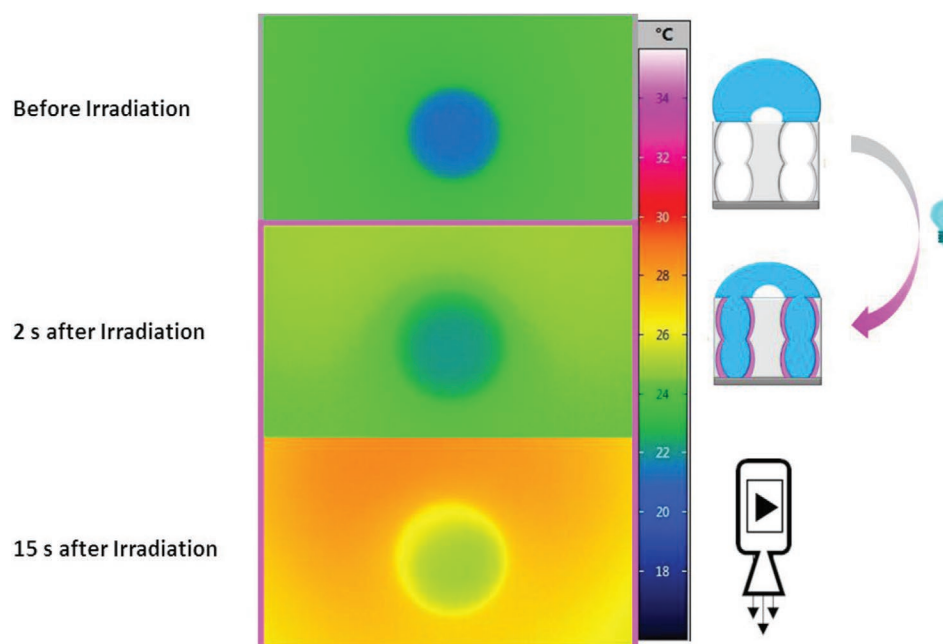 Before Irradiation
2 s after Irradiation
15 s after Irradiation
°C
34
32
30
28
26
24
22
20
18